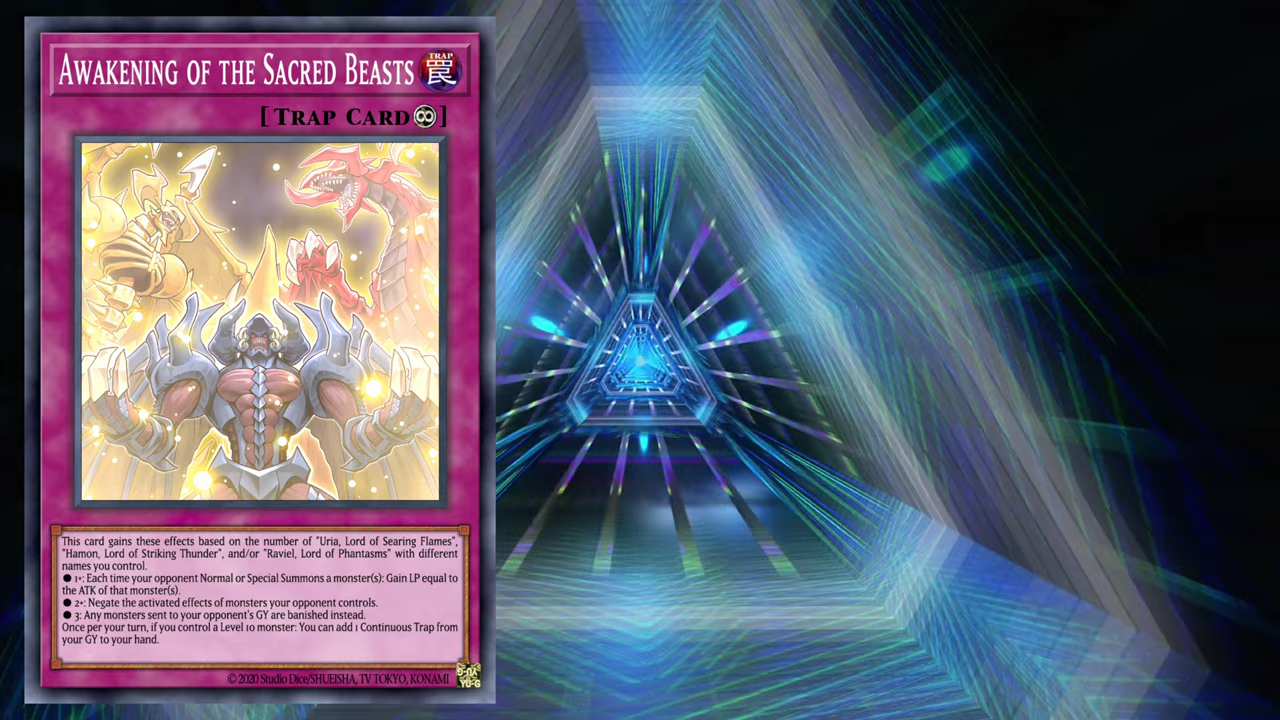 AWAKENING OF THE SACRED BEASTS
TRAP
罠
[TRAP CARD ]
This card gains these effects based on the number of "Uria, Lord of Searing Flames",
"Hamon, Lord of Striking Thunder", and/or "Raviel, Lord of Phantasms" with different
names you control.
● 1+: Each time your opponent Normal or Special Summons a monster(s): Gain LP equal to
the ATK of that monster(s).
● 2+: Negate the activated effects of monsters your opponent controls.
● 3: Any monsters sent to your opponent's GY are banished instead.
Once per your turn, if you control a Level 10 monster: You can add 1 Continuous Trap from
your GY to your hand.
© 2020 Studio Dice/SHUEISHA, TV TOKYO, KONAMI